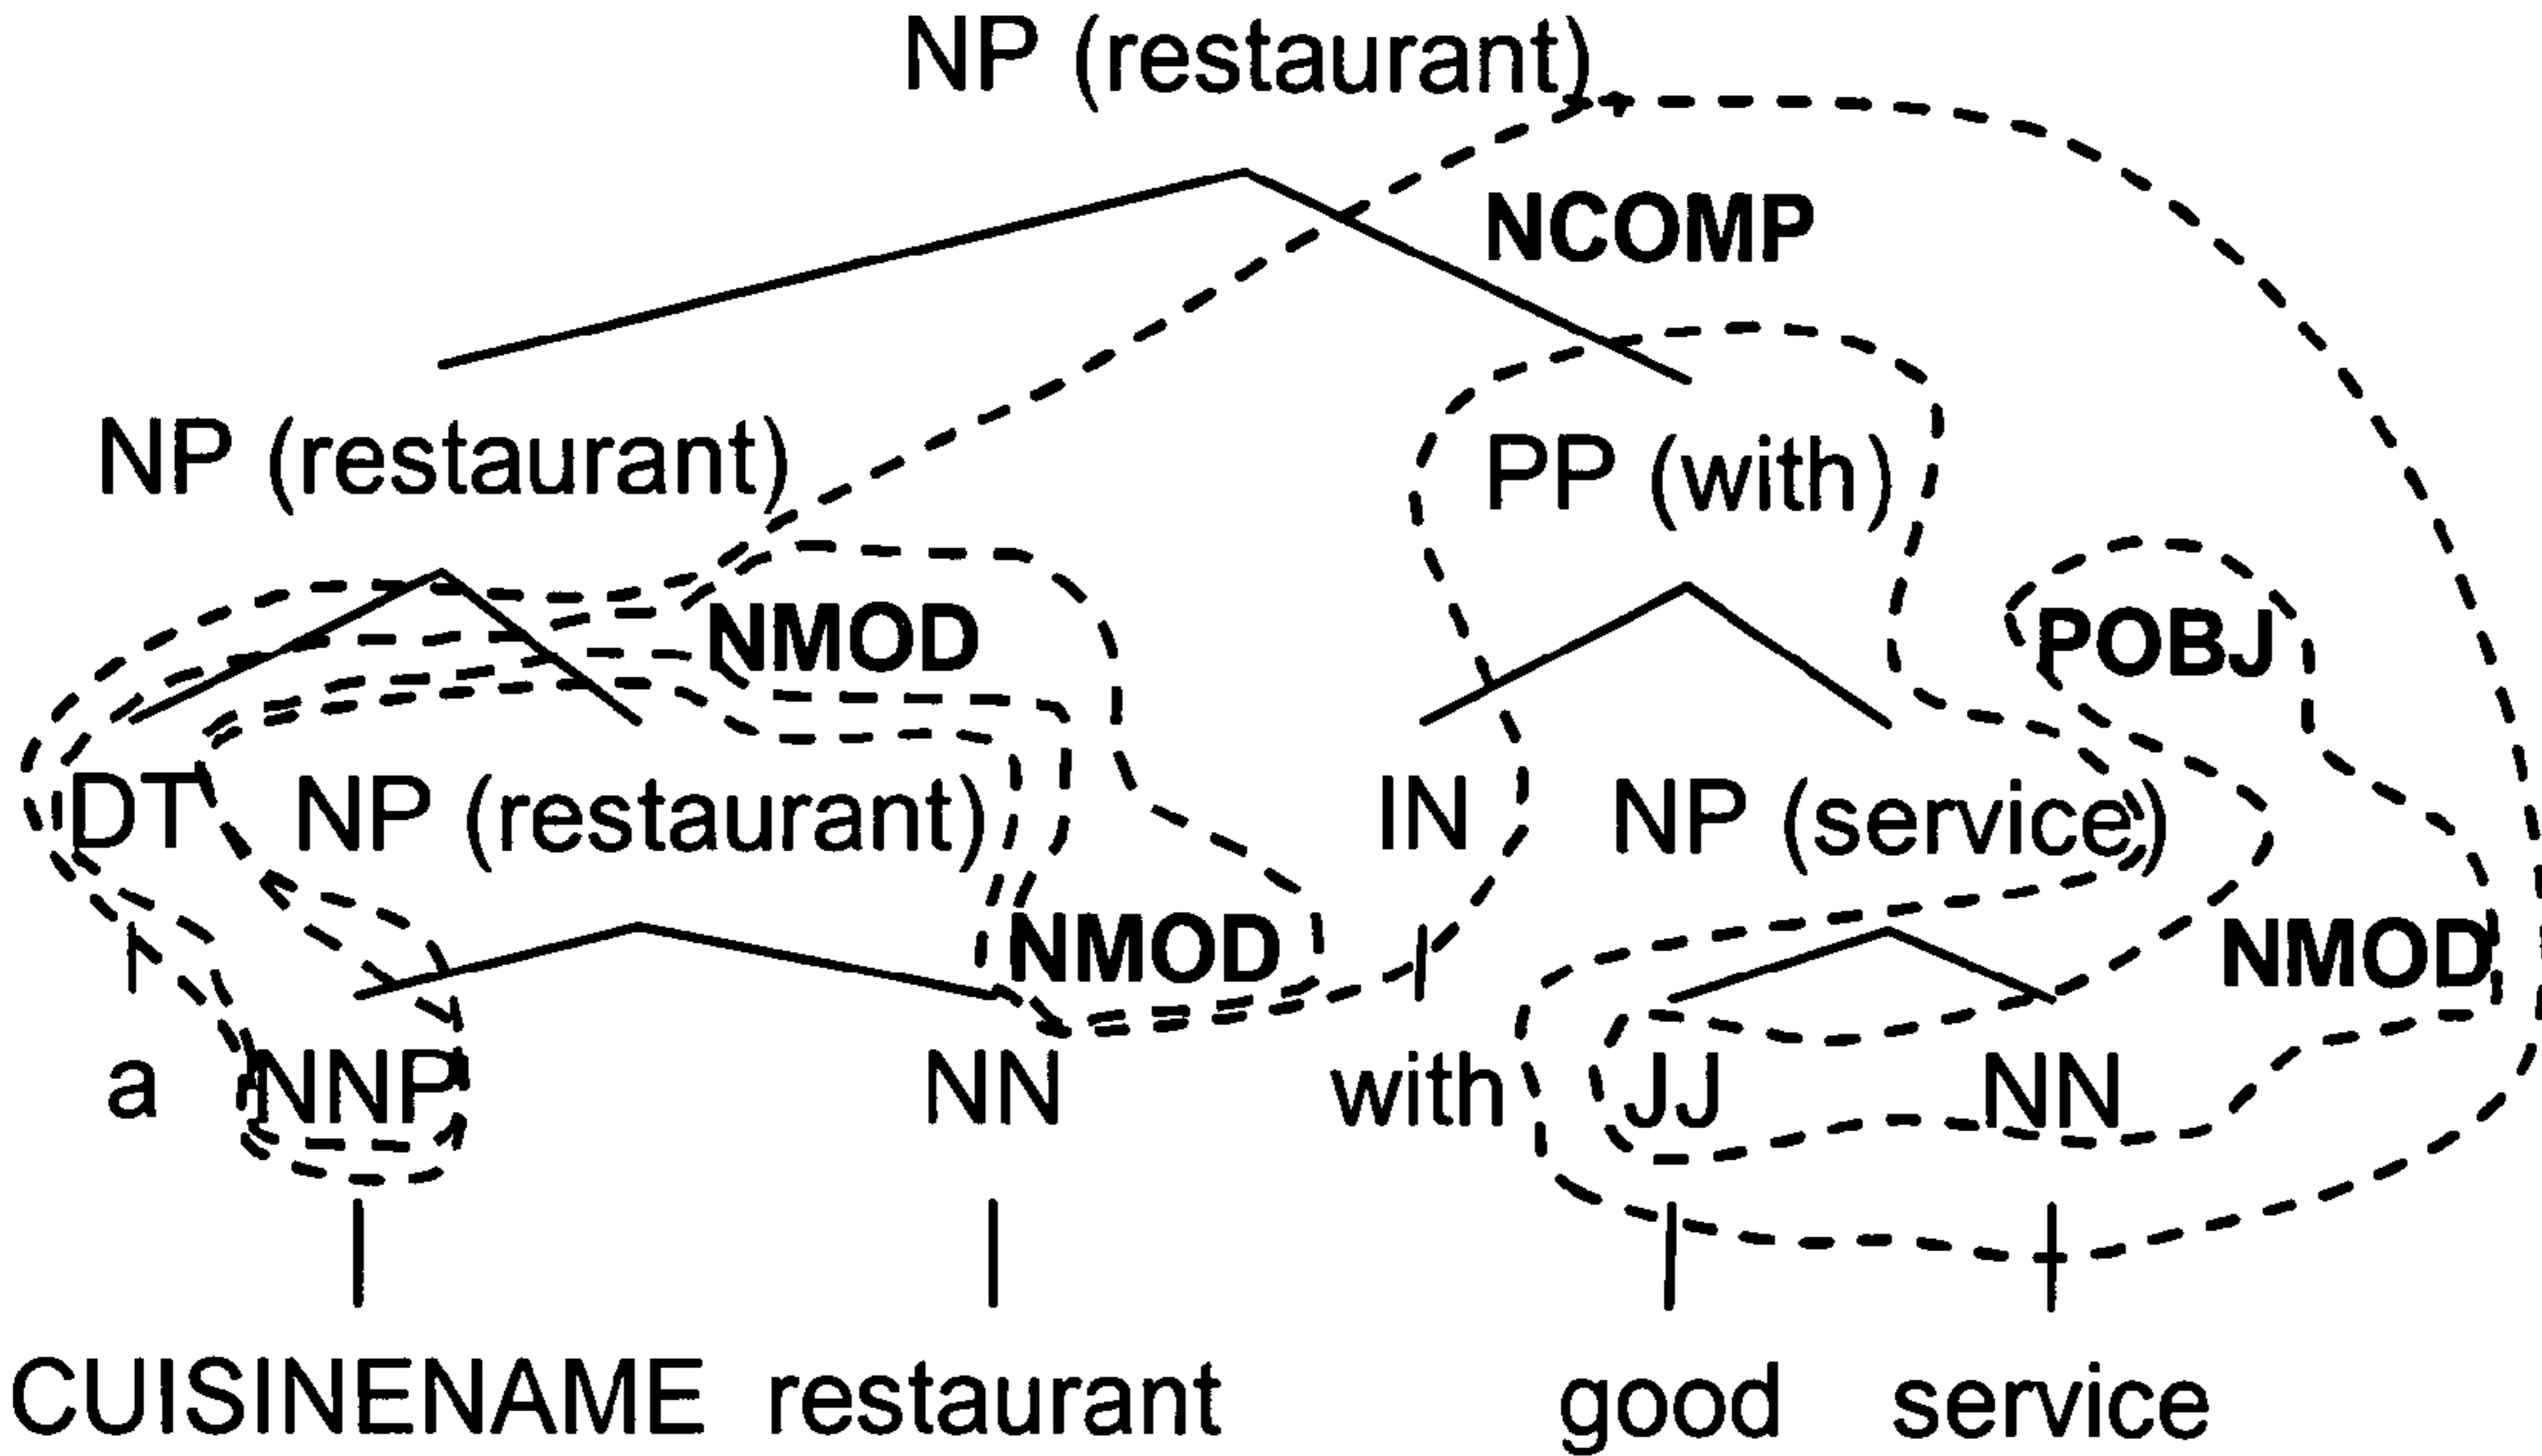 NP (restaurant)
NCOMP
NP (restaurant) PP (with)
NMOD POBJ
DT NP (restaurant) IN NP (service)
NMOD NMOD
a NNP NN with JJ NN
CUISINENAME restaurant good service